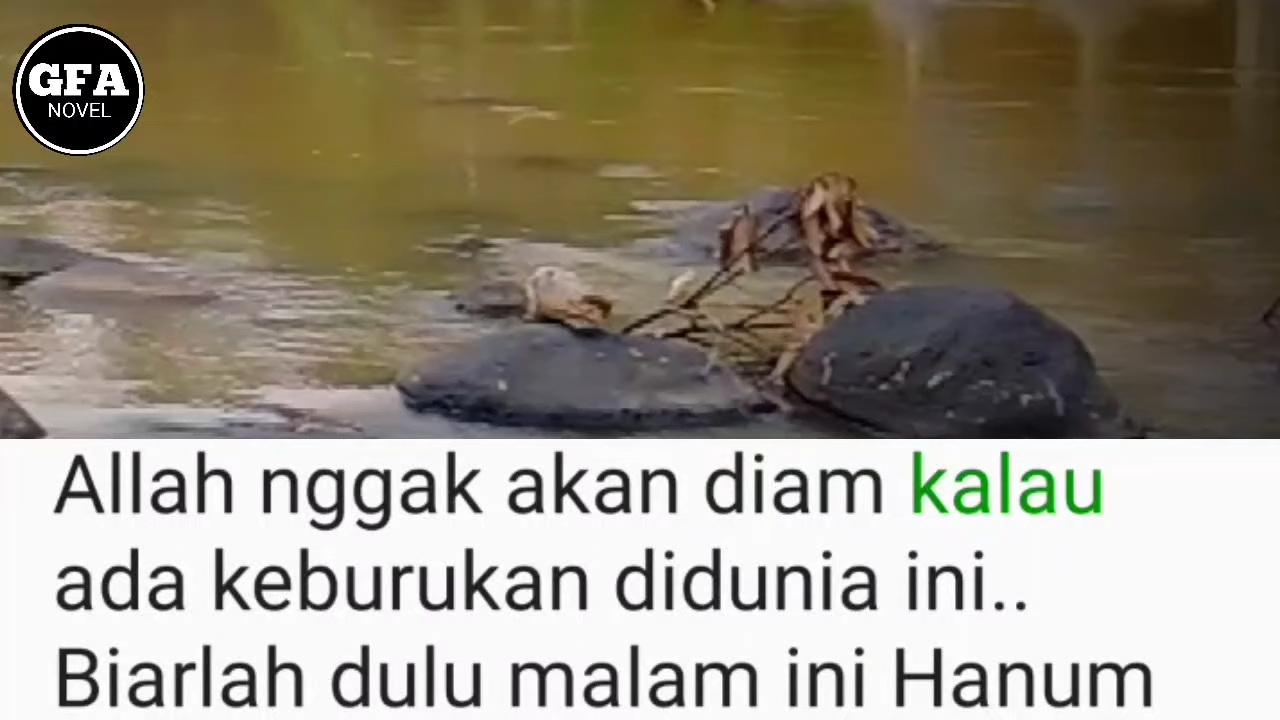 GFA
NOVEL
Allah nggak akan diam kalau
ada keburukan didunia ini..
Biarlah dulu malam ini Hanum